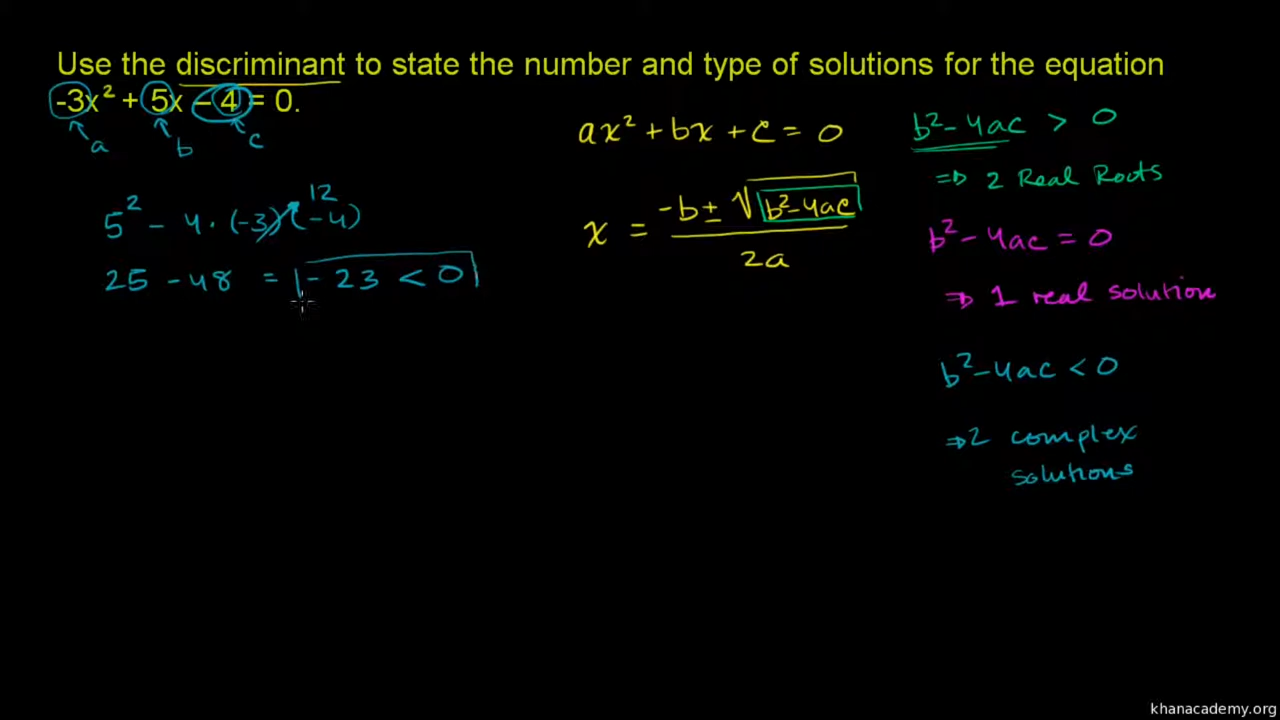 Use the discriminant to state the number and type of solutions for the equation
-3x² + 5x – 4 = 0.
a b c
5² - 4 · (-3) (-4)
12
25 - 48 = - 23 < 0
ax² + bx + c = 0
x = -b ± √b²-4ac
2a
b² - 4ac > 0
⇒ 2 Real Roots
b² - 4ac = 0
⇒ 1 real solution
b² - 4ac < 0
⇒ 2 complex
solutions
khanacademy.org